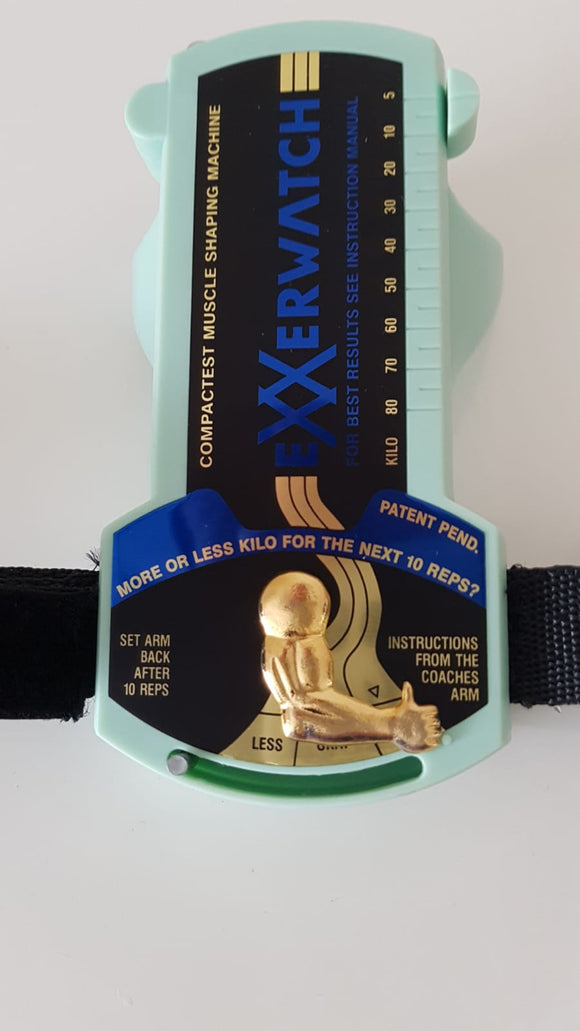 COMPACTEST MUSCLE SHAPING MACHINE
EXXERWATCH
FOR BEST RESULTS SEE INSTRUCTION MANUAL
KILO 80 70 60 50 40 30 20 10 5
PATENT PEND.
MORE OR LESS KILO FOR THE NEXT 10 REPS?
SET ARM
BACK
AFTER
10 REPS
INSTRUCTIONS
FROM THE
COACHES
ARM
LESS